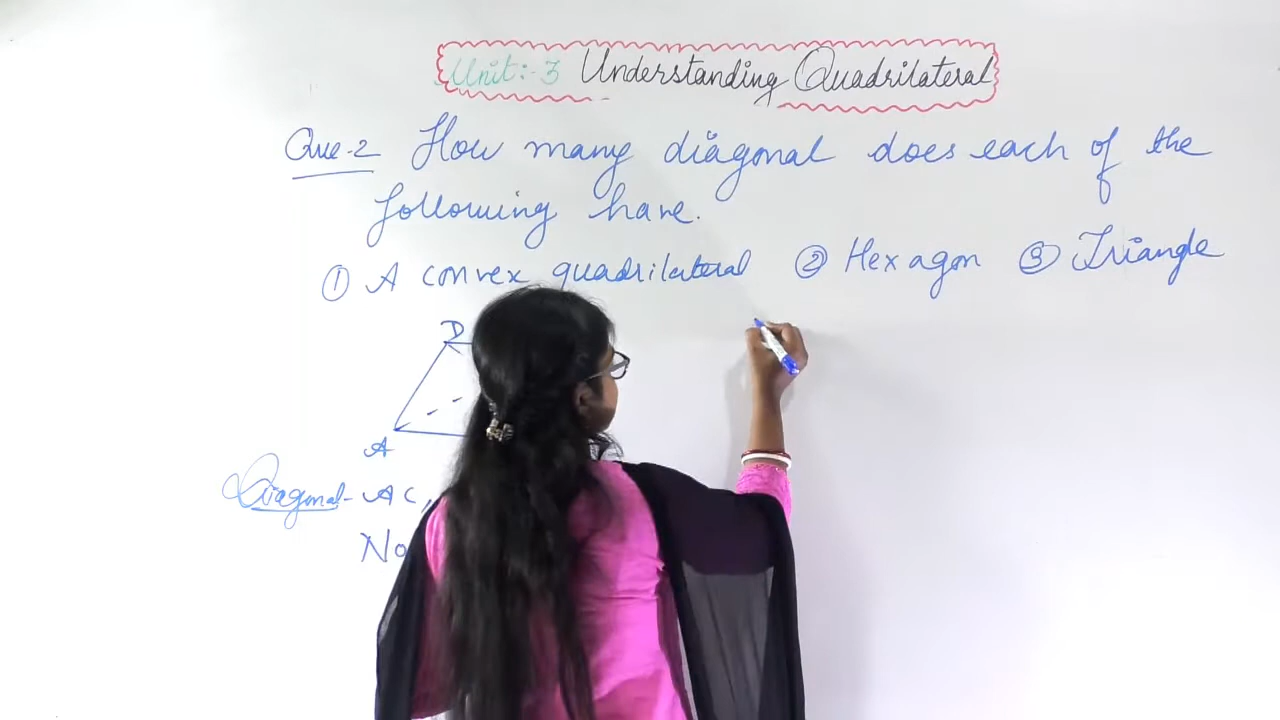 Unit:- 3 Understanding Quadrilateral
Que-2 How many diagonal does each of the
following have.
① A convex quadrilateral ② Hexagon ③ Triangle
D
A
Diagonal - AC,
No